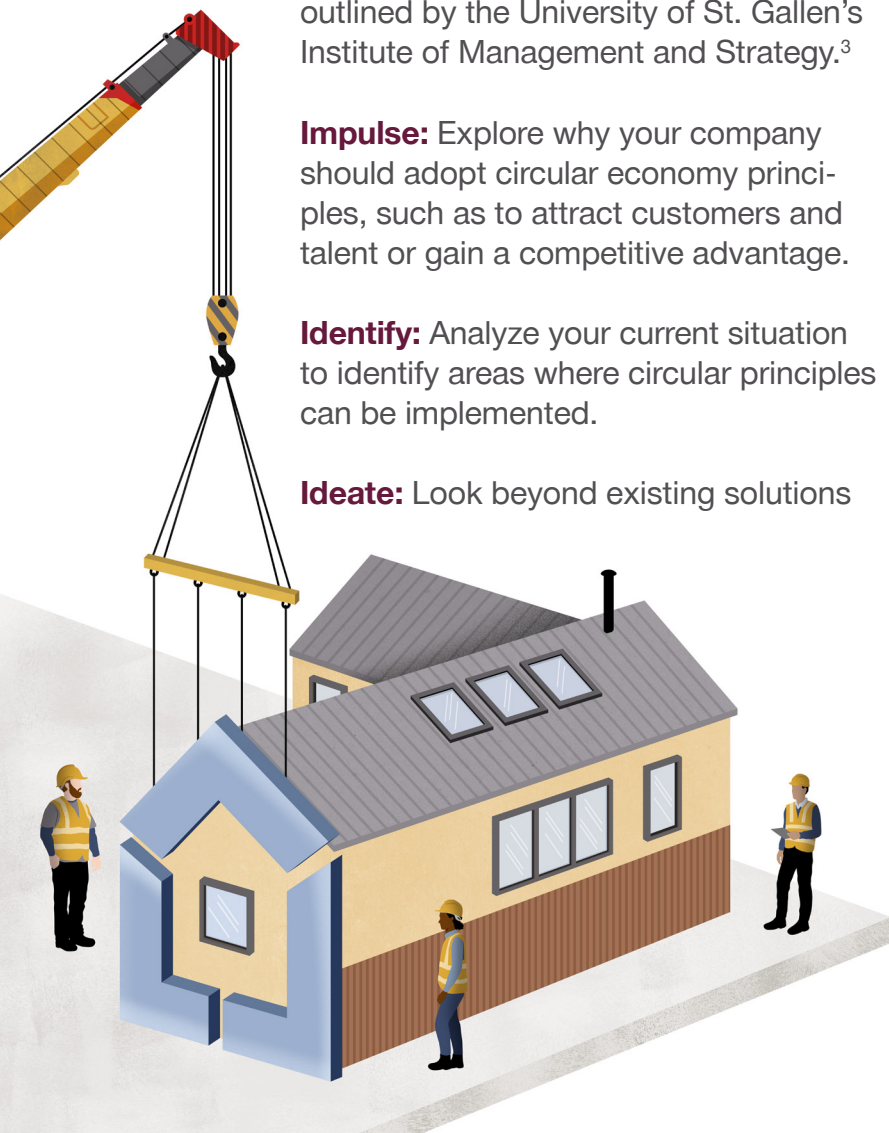 outlined by the University of St. Gallen’s
Institute of Management and Strategy.³
Impulse: Explore why your company
should adopt circular economy princi-
ples, such as to attract customers and
talent or gain a competitive advantage.
Identify: Analyze your current situation
to identify areas where circular principles
can be implemented.
Ideate: Look beyond existing solutions